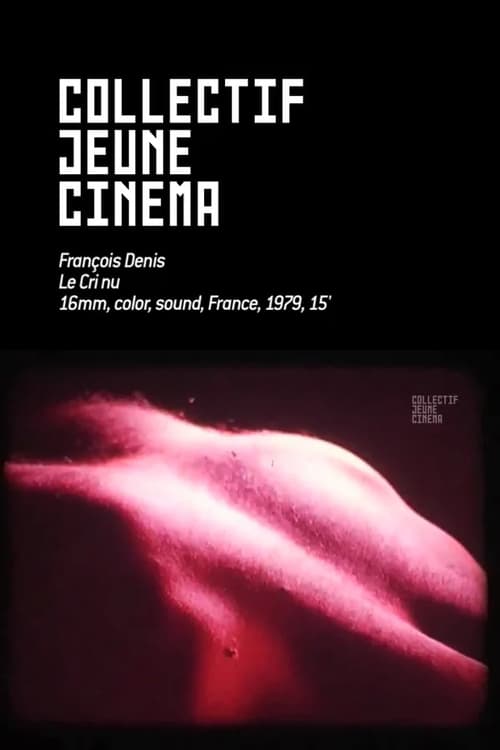 COLLECTIF
JEUNE
CINEMA
François Denis
Le Cri nu
16mm, color, sound, France, 1979, 15'
COLLECTIF
JEUNE
CINEMA